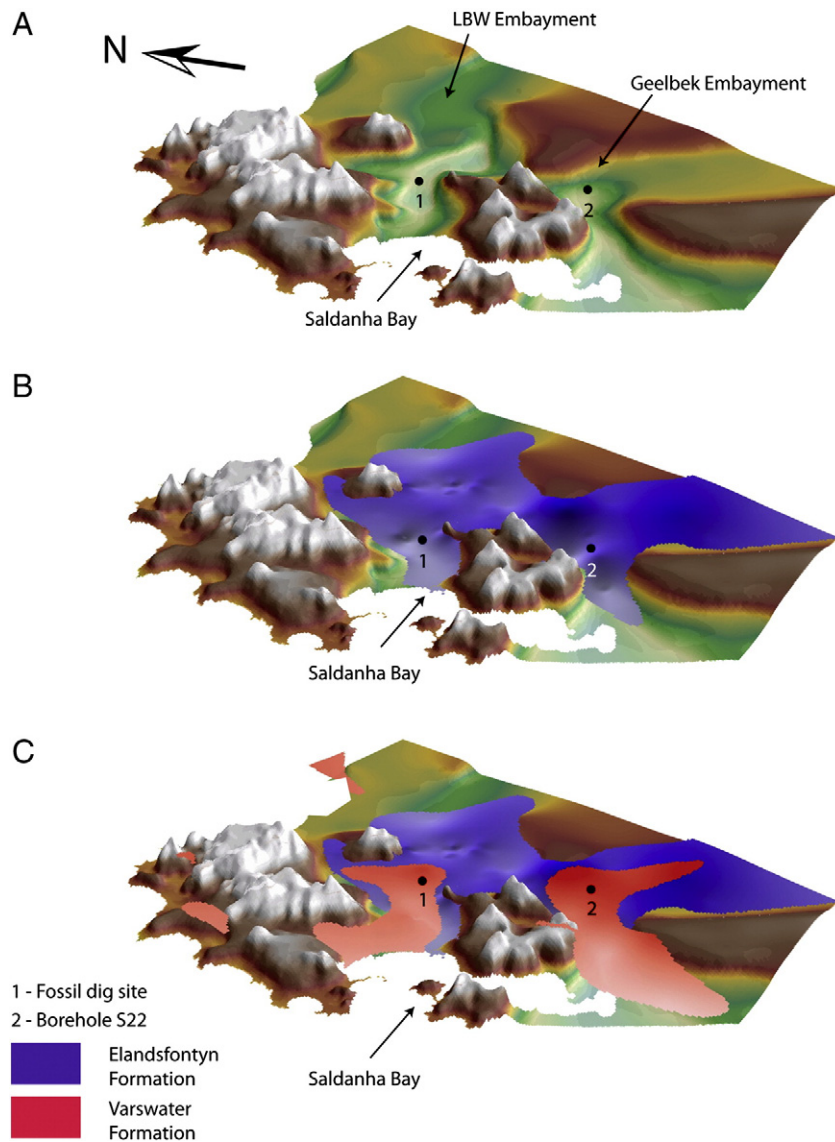 A
N
LBW Embayment
Geelbek Embayment
1
2
Saldanha Bay
B
1
2
Saldanha Bay
C
1
2
1 - Fossil dig site
2 - Borehole S22
Saldanha Bay
Elandsfontyn
Formation
Varswater
Formation